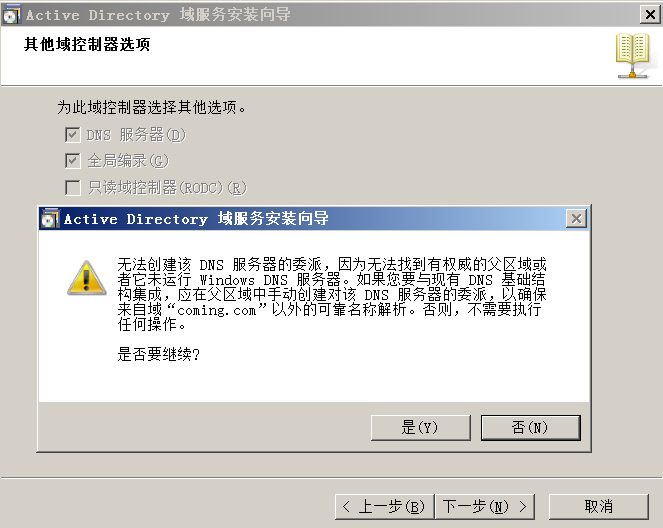 Active Directory 域服务安装向导
其他域控制器选项
为此域控制器选择其他选项。
DNS 服务器(D)
全局编录(G)
只读域控制器(RODC)(R)
Active Directory 域服务安装向导
无法创建该 DNS 服务器的委派，因为无法找到有权威的父区域或
者它未运行 Windows DNS 服务器。如果您要与现有 DNS 基础结
构集成，应在父区域中手动创建对该 DNS 服务器的委派，以确保
来自域“coming.com”以外的可靠名称解析。否则，不需要执行
任何操作。
是否要继续?
是(Y)
否(N)
< 上一步(B)
下一步(N) >
取消